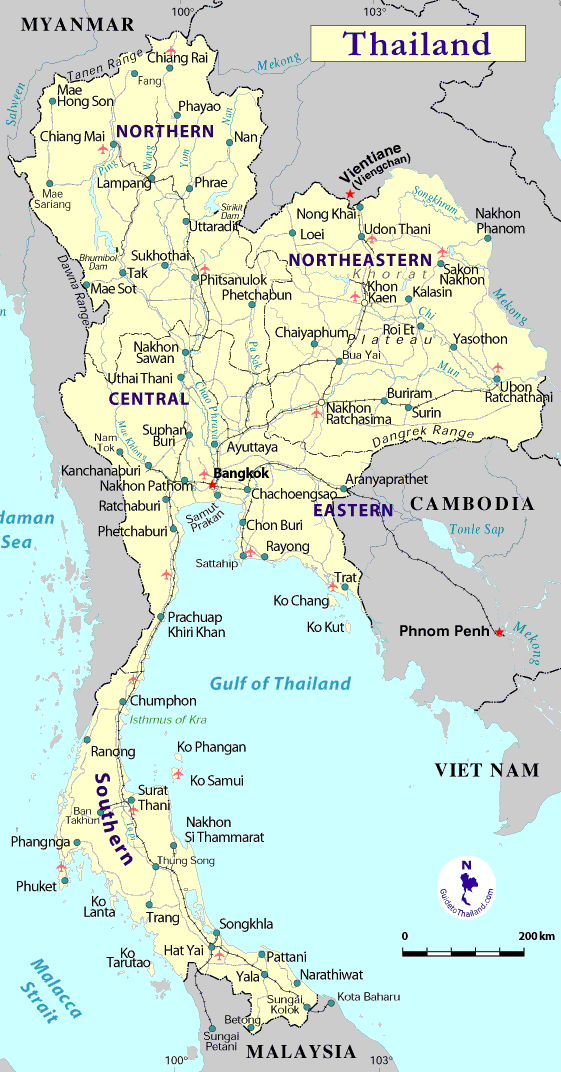 100°
103°
MYANMAR
Thailand
Tanen Range
Chiang Rai
Fang
Mekong
Salween
Mae
Hong Son
Phayao
NORTHERN
Nan
Chiang Mai
Nan
Ping
Wang
Yom
Lampang
Phrae
Mae
Sariang
Vientiane
(Viengchan)
Sirikit
Dam
Uttaradit
Nong Khai
Songkhram
Loei
Udon Thani
Nakhon
Phanom
Bhumibol
Dam
Sukhothai
NORTHEASTERN
Tak
Phitsanulok
Khorat
Sakon
Nakhon
Dawna Range
Mae Sot
Phetchabun
Khon
Kaen
Kalasin
Mekong
Chi
Chaiyaphum
Roi Et
Plateau
Yasothon
Nakhon
Sawan
Pa Sak
Bua Yai
Mun
Uthai Thani
Ubon
Ratchathani
CENTRAL
Chao Phraya
Buriram
Nakhon
Ratchasima
Surin
Mae Khlong
Suphan
Buri
Nam
Tok
Ayuttaya
Dangrek Range
Kanchanaburi
Bangkok
Nakhon Pathom
Aranyaprathet
Chachoengsao
Ratchaburi
Samut
Prakan
EASTERN
CAMBODIA
Phetchaburi
Chon Buri
Tonle Sap
daman
Sea
Rayong
Sattahip
Trat
Ko Chang
Prachuap
Khiri Khan
Ko Kut
Phnom Penh
Mekong
Gulf of Thailand
Chumphon
Isthmus of Kra
Ranong
Ko Phangan
VIET NAM
Ko Samui
Southern
Surat
Thani
Ban
Takhun
Tapi
Nakhon
Si Thammarat
Phangnga
Thung Song
N
GuidetoThailand.com
Phuket
Ko
Lanta
Trang
Songkhla
0
200 km
Hat Yai
Ko
Tarutao
Pattani
Malacca
Strait
Yala
Narathiwat
Sungai
Kolok
Kota Baharu
Betong
Sungai
Petani
MALAYSIA
100°
103°